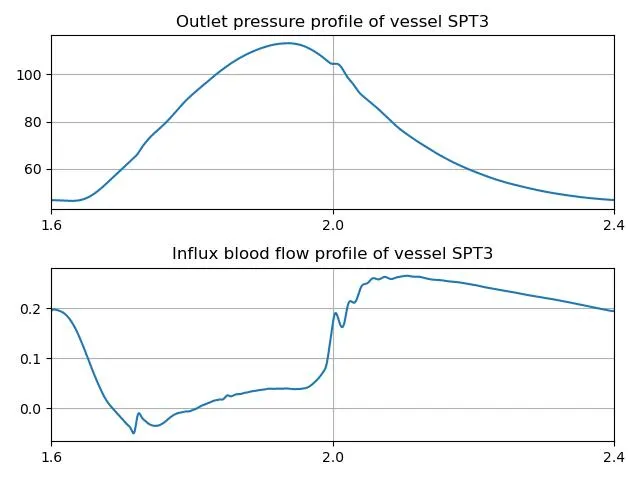 Outlet pressure profile of vessel SPT3
100
80
60
1.6 2.0 2.4
Influx blood flow profile of vessel SPT3
0.2
0.1
0.0
1.6 2.0 2.4